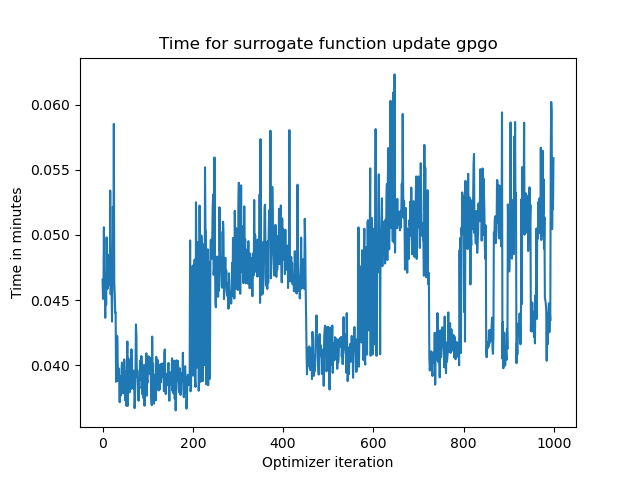 Time for surrogate function update gpgo
0.060
0.055
0.050
0.045
0.040
Time in minutes
0 200 400 600 800 1000
Optimizer iteration